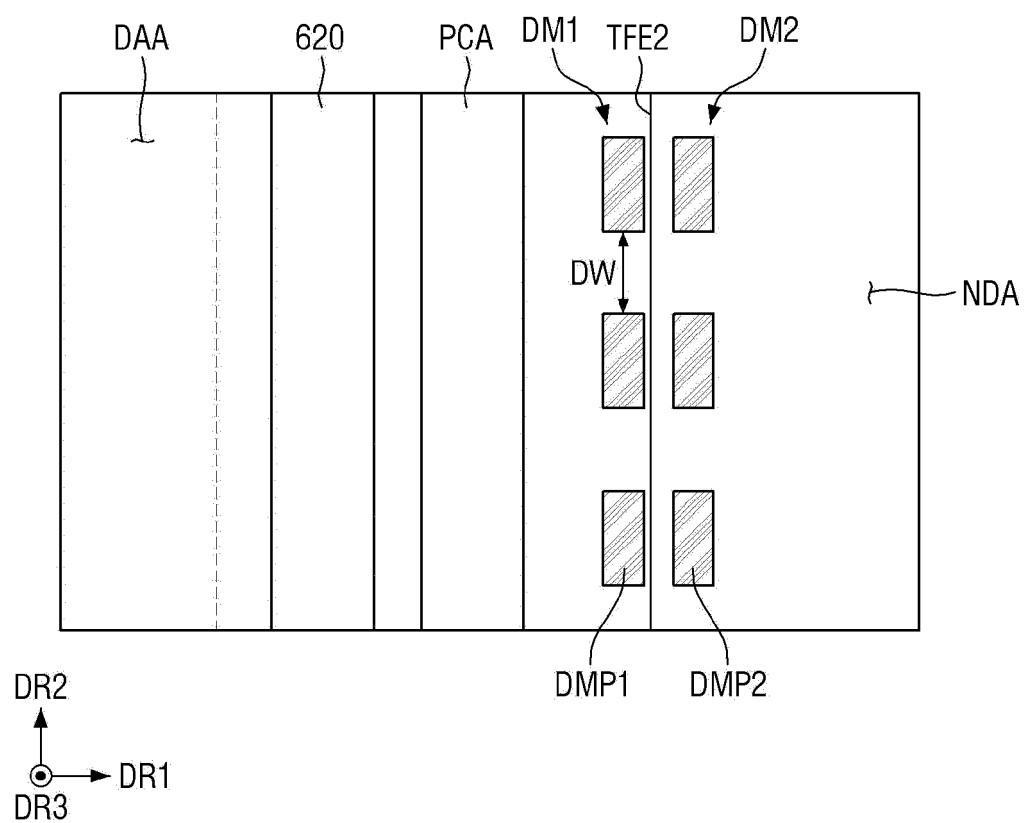 DAA 620 PCA DM1 TFE2 DM2
DW
NDA
DMP1 DMP2
DR2
DR1
DR3